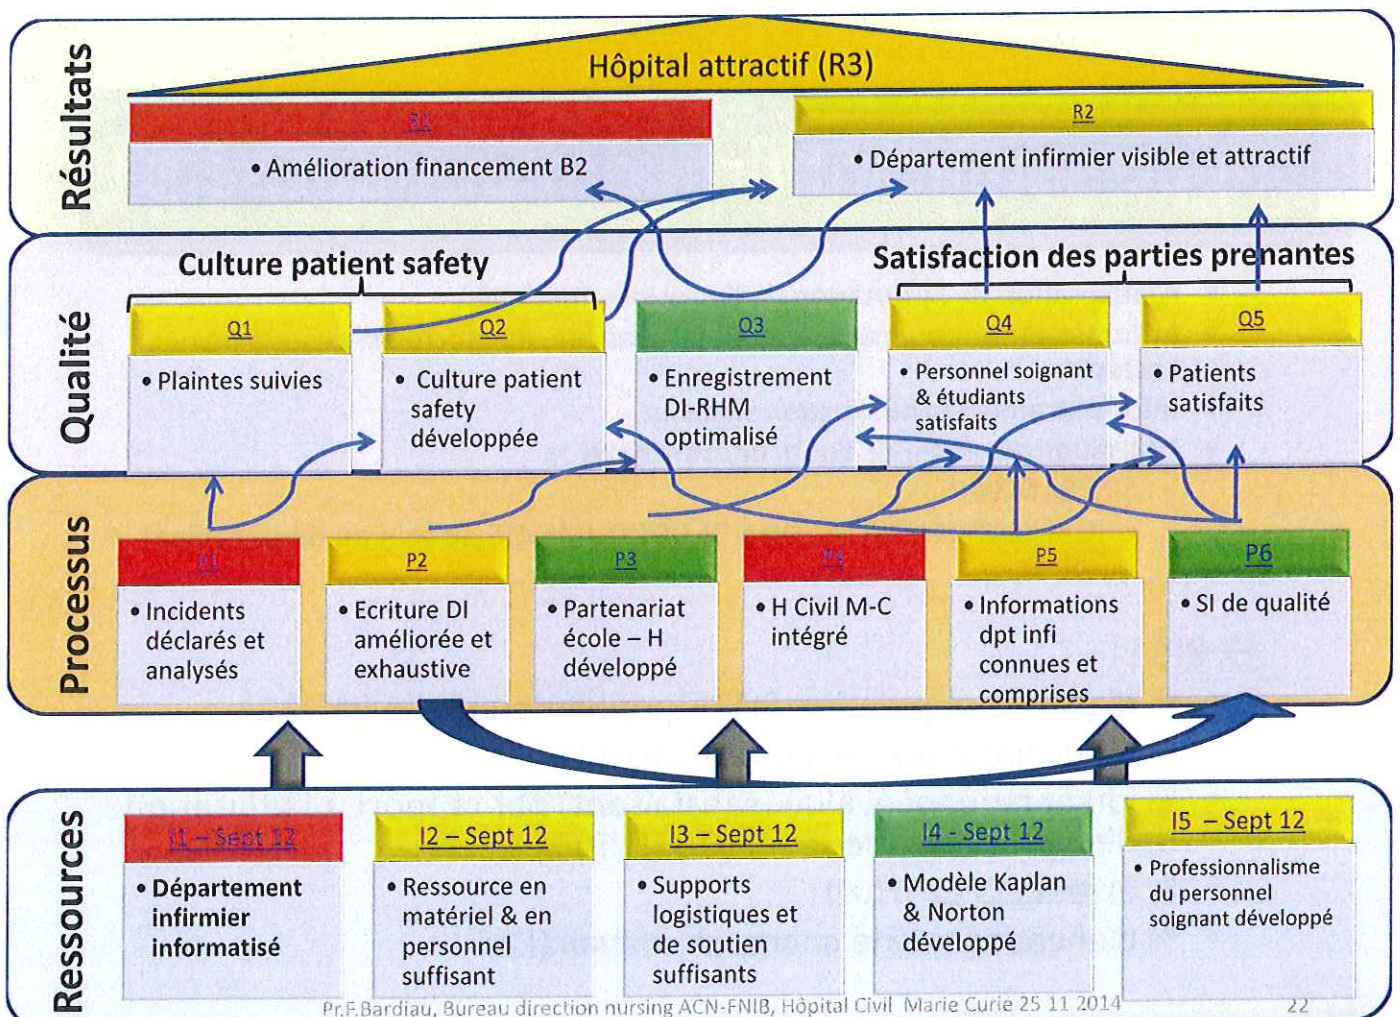 Résultats
Hôpital attractif (R3)
R1
• Amélioration financement B2
R2
• Département infirmier visible et attractif
Qualité
Culture patient safety
Satisfaction des parties prenantes
Q1
• Plaintes suivies
Q2
• Culture patient
safety
développée
Q3
• Enregistrement
DI-RHM
optimalisé
Q4
• Personnel soignant
& étudiants
satisfaits
Q5
• Patients
satisfaits
Processus
P1
• Incidents
déclarés et
analysés
P2
• Ecriture DI
améliorée et
exhaustive
P3
• Partenariat
école – H
développé
P4
• H Civil M-C
intégré
P5
• Informations
dpt infi
connues et
comprises
P6
• SI de qualité
Ressources
I1 – Sept 12
• Département
infirmier
informatisé
I2 – Sept 12
• Ressource en
matériel & en
personnel
suffisant
I3 – Sept 12
• Supports
logistiques et
de soutien
suffisants
I4 - Sept 12
• Modèle Kaplan
& Norton
développé
I5 – Sept 12
• Professionnalisme
du personnel
soignant développé
Pr.F.Bardiau, Bureau direction nursing ACN-FNIB, Hôpital Civil Marie Curie 25 11 2014
22